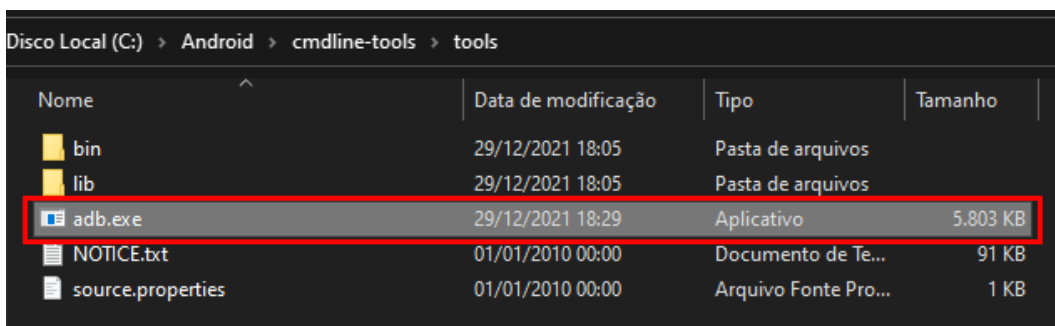 Disco Local (C:) > Android > cmdline-tools > tools
Nome Data de modificação Tipo Tamanho
bin 29/12/2021 18:05 Pasta de arquivos
lib 29/12/2021 18:05 Pasta de arquivos
adb.exe 29/12/2021 18:29 Aplicativo 5.803 KB
NOTICE.txt 01/01/2010 00:00 Documento de Te... 91 KB
source.properties 01/01/2010 00:00 Arquivo Fonte Pro... 1 KB